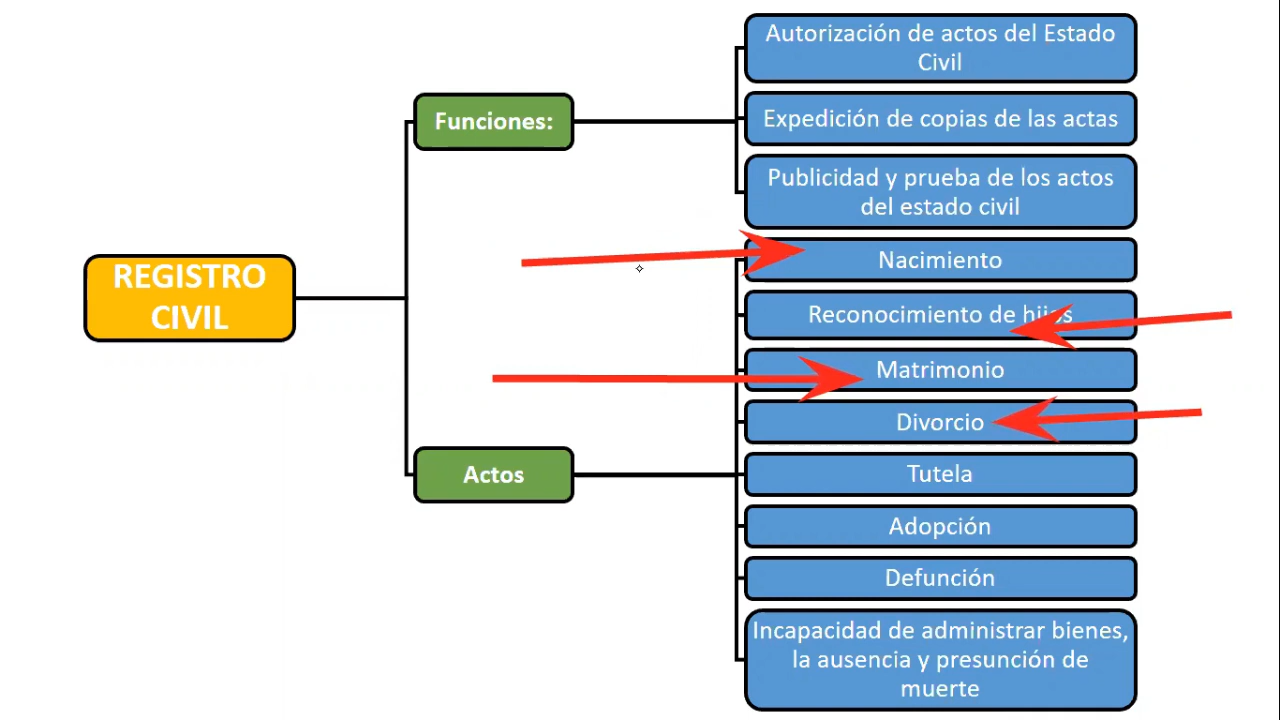 REGISTRO
CIVIL
Funciones:
Autorización de actos del Estado
Civil
Expedición de copias de las actas
Publicidad y prueba de los actos
del estado civil
Actos
Nacimiento
Reconocimiento de hijos
Matrimonio
Divorcio
Tutela
Adopción
Defunción
Incapacidad de administrar bienes,
la ausencia y presunción de
muerte